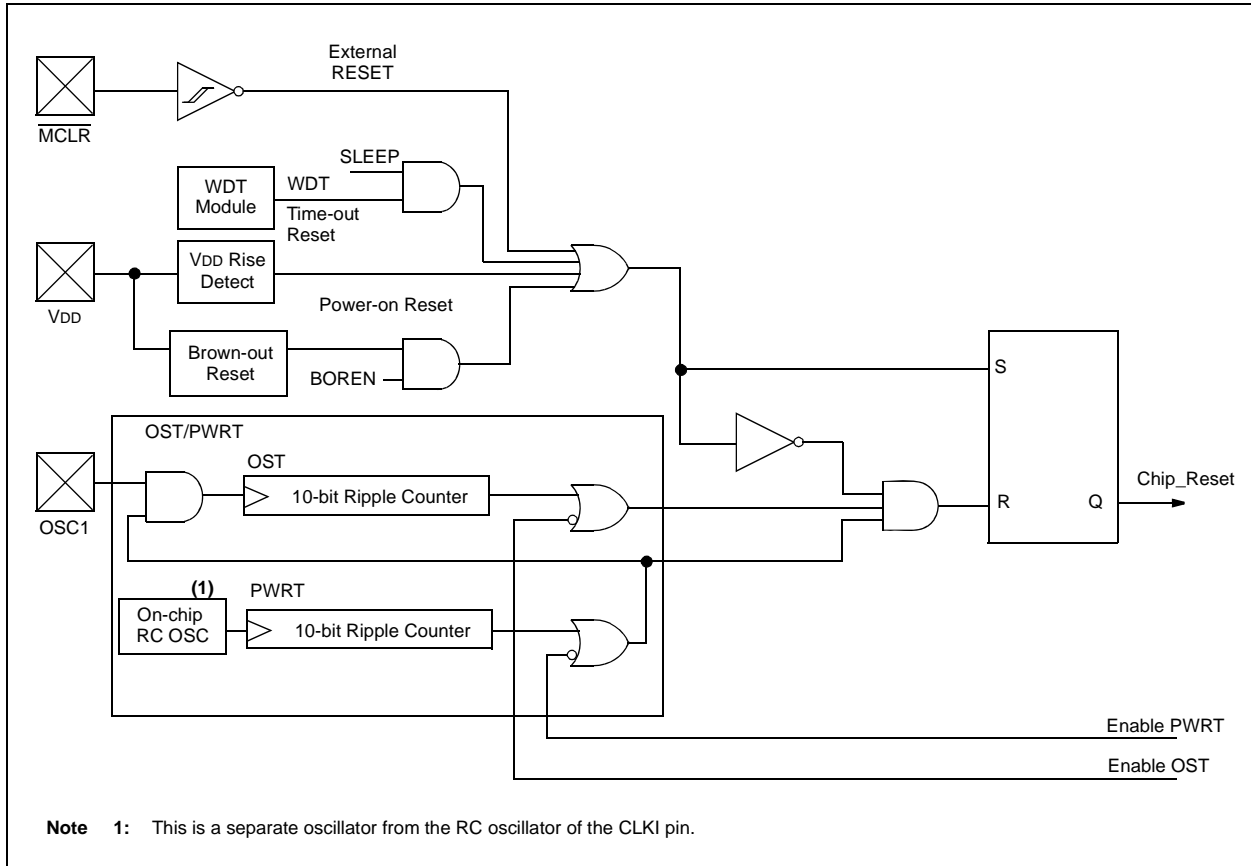 External
RESET
MCLR
SLEEP
WDT
Module
WDT
Time-out
Reset
VDD Rise
Detect
VDD
Power-on Reset
Brown-out
Reset
BOREN
S
OST/PWRT
OST
10-bit Ripple Counter
OSC1
Chip_Reset
R
Q
(1)
PWRT
On-chip
RC OSC
10-bit Ripple Counter
Enable PWRT
Enable OST
Note 1: This is a separate oscillator from the RC oscillator of the CLKI pin.